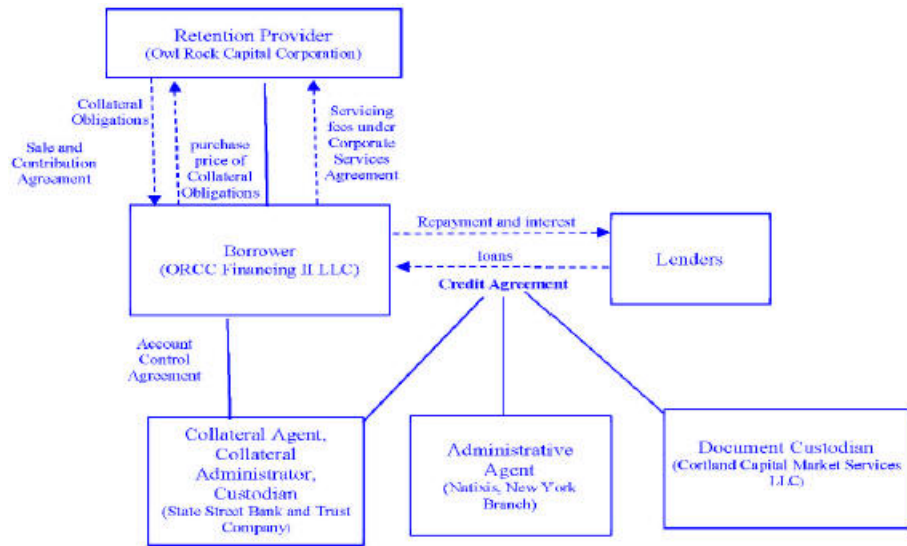 Retention Provider
(Owl Rock Capital Corporation)
Collateral
Obligations
Sale and
Contribution
Agreement
purchase
price of
Collateral
Obligations
Servicing
fees under
Corporate
Services
Agreement
Borrower
(ORCC Financing II LLC)
Repayment and interest
loans
Credit Agreement
Lenders
Account
Control
Agreement
Collateral Agent,
Collateral
Administrator,
Custodian
(State Street Bank and Trust
Company)
Administrative
Agent
(Natixis, New York
Branch)
Document Custodian
(Cortland Capital Market Services
LLC)